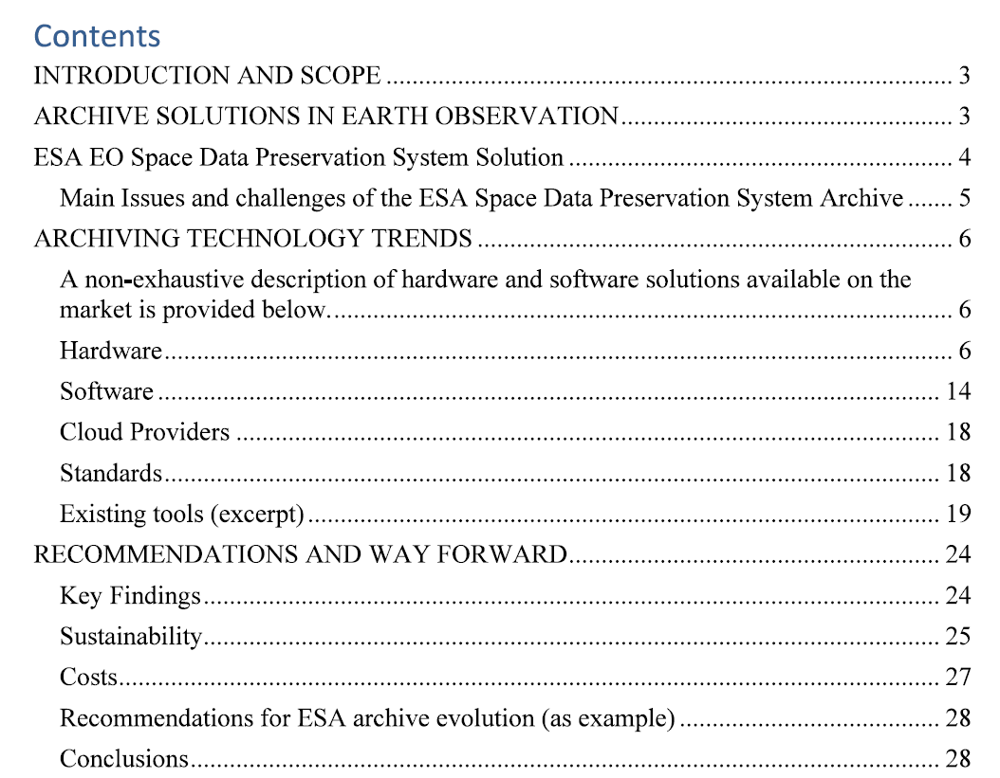 Contents
INTRODUCTION AND SCOPE ........................................................................................ 3
ARCHIVE SOLUTIONS IN EARTH OBSERVATION................................................... 3
ESA EO Space Data Preservation System Solution ........................................................... 4
Main Issues and challenges of the ESA Space Data Preservation System Archive ....... 5
ARCHIVING TECHNOLOGY TRENDS ......................................................................... 6
A non-exhaustive description of hardware and software solutions available on the
market is provided below................................................................................................ 6
Hardware......................................................................................................................... 6
Software ........................................................................................................................ 14
Cloud Providers ............................................................................................................ 18
Standards....................................................................................................................... 18
Existing tools (excerpt) ................................................................................................. 19
RECOMMENDATIONS AND WAY FORWARD......................................................... 24
Key Findings................................................................................................................. 24
Sustainability................................................................................................................. 25
Costs.............................................................................................................................. 27
Recommendations for ESA archive evolution (as example) ........................................ 28
Conclusions................................................................................................................... 28